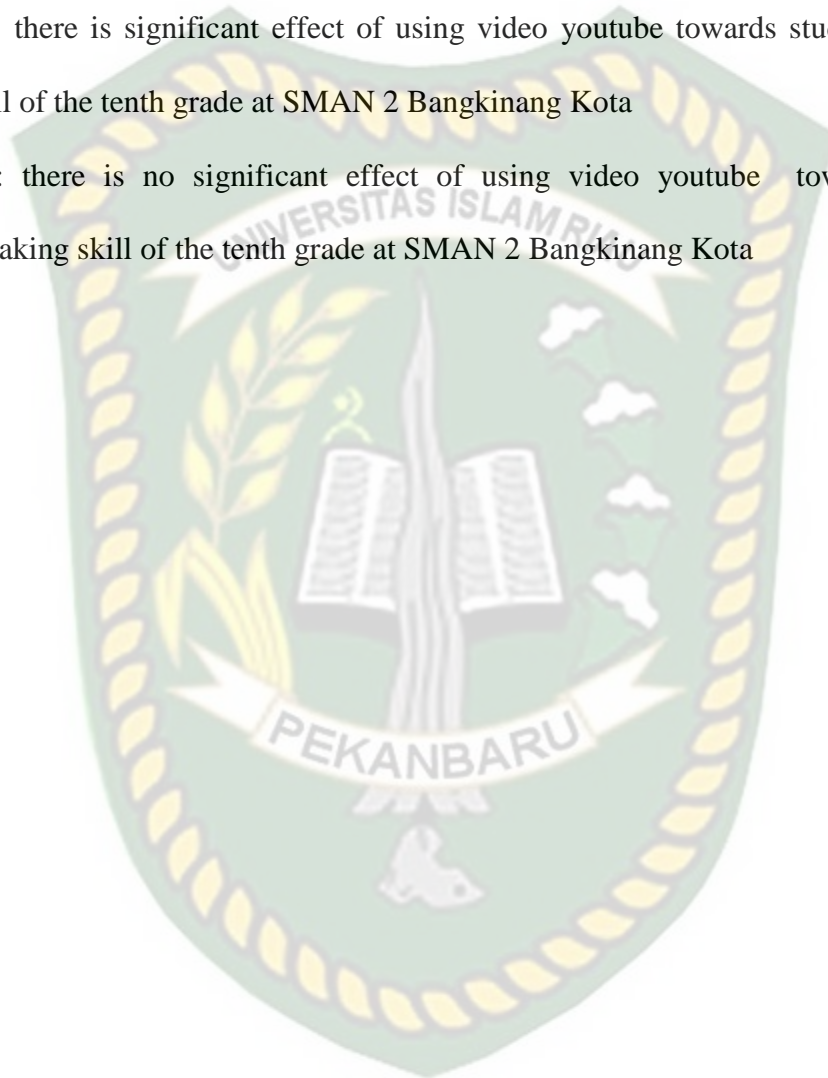 there is significant effect of using video youtube towards stu
ll of the tenth grade at SMAN 2 Bangkinang Kota
: there is no significant effect of using video youtube tow
UNIVERSITAS ISLAM RIAU
aking skill of the tenth grade at SMAN 2 Bangkinang Kota
PEKANBARU